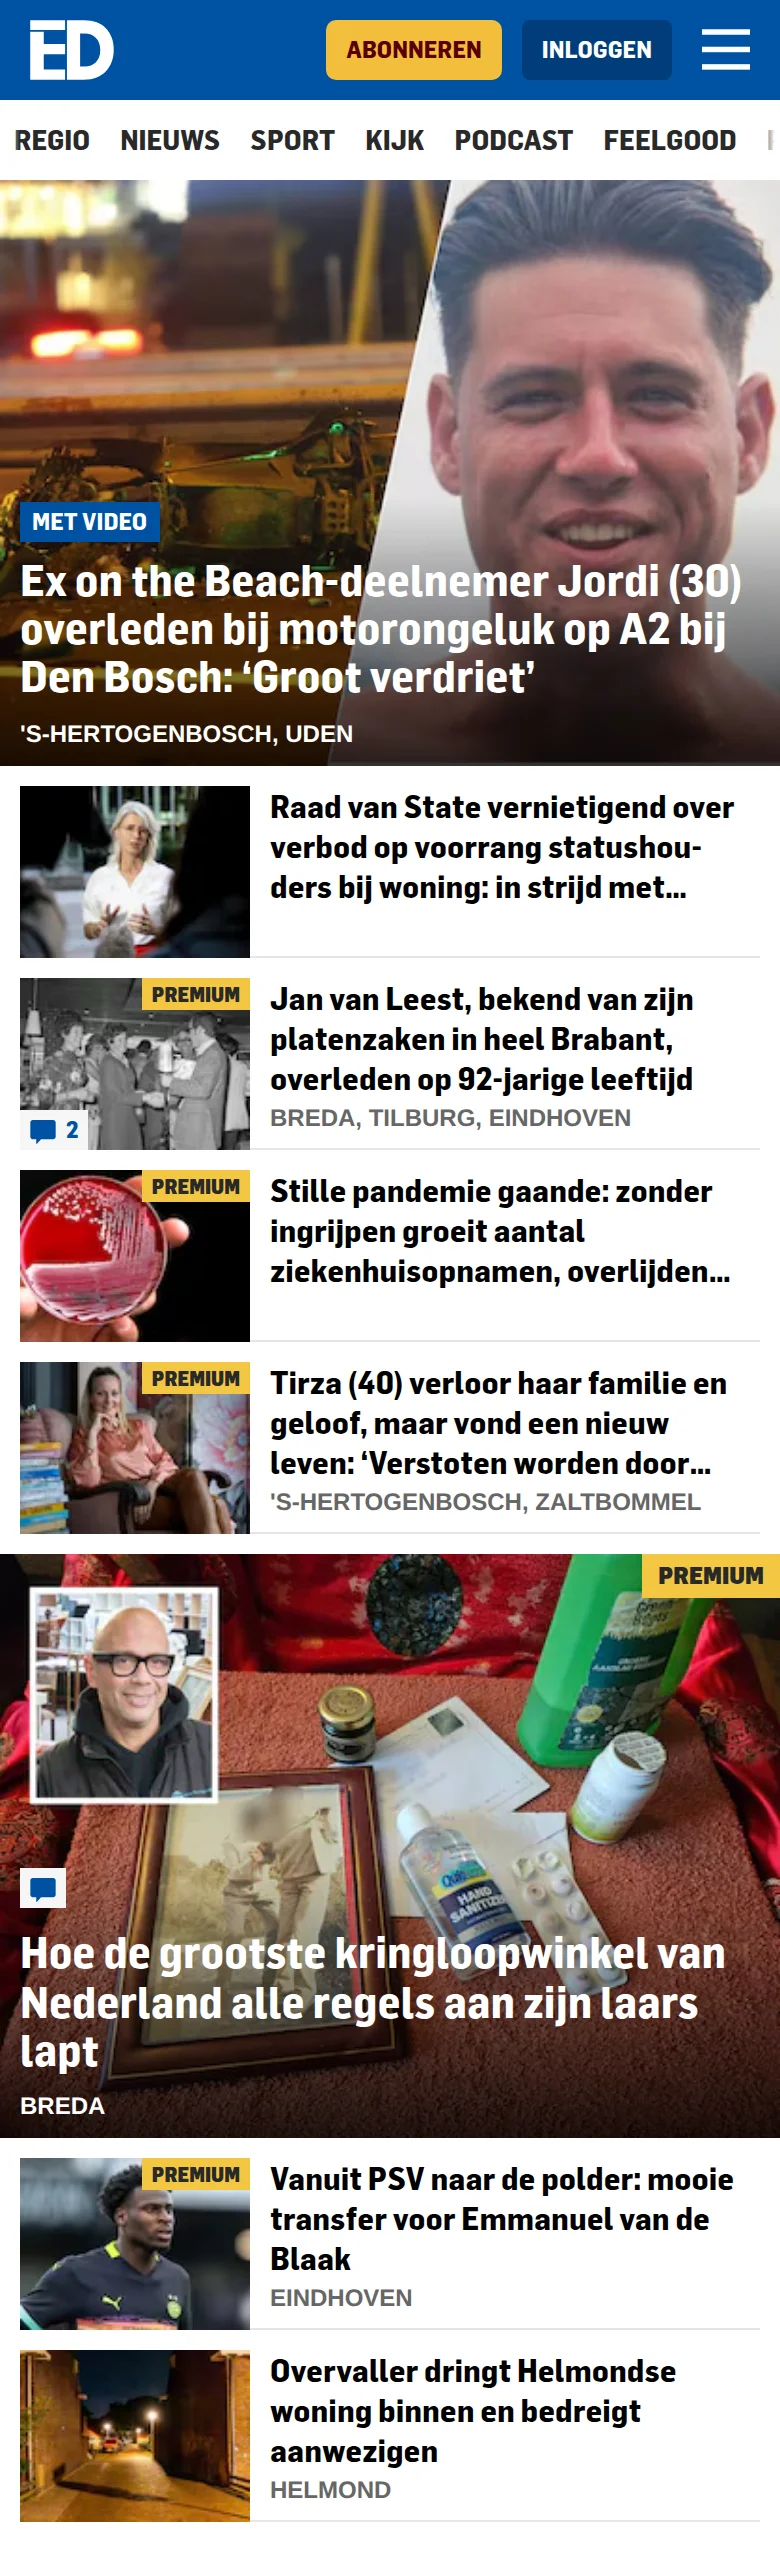 ED
ABONNEREN
INLOGGEN
REGIO NIEUWS SPORT KIJK PODCAST FEELGOOD
MET VIDEO
Ex on the Beach-deelnemer Jordi (30)
overleden bij motorongeluk op A2 bij
Den Bosch: ‘Groot verdriet’
'S-HERTOGENBOSCH, UDEN
Raad van State vernietigend over
verbod op voorrang statushou-
ders bij woning: in strijd met...
PREMIUM
2
Jan van Leest, bekend van zijn
platenzaken in heel Brabant,
overleden op 92-jarige leeftijd
BREDA, TILBURG, EINDHOVEN
PREMIUM
Stille pandemie gaande: zonder
ingrijpen groeit aantal
ziekenhuisopnamen, overlijden...
PREMIUM
Tirza (40) verloor haar familie en
geloof, maar vond een nieuw
leven: ‘Verstoten worden door...
'S-HERTOGENBOSCH, ZALTBOMMEL
PREMIUM
HAND
SANITIZER
Hoe de grootste kringloopwinkel van
Nederland alle regels aan zijn laars
lapt
BREDA
PREMIUM
Vanuit PSV naar de polder: mooie
transfer voor Emmanuel van de
Blaak
EINDHOVEN
Overvaller dringt Helmondse
woning binnen en bedreigt
aanwezigen
HELMOND